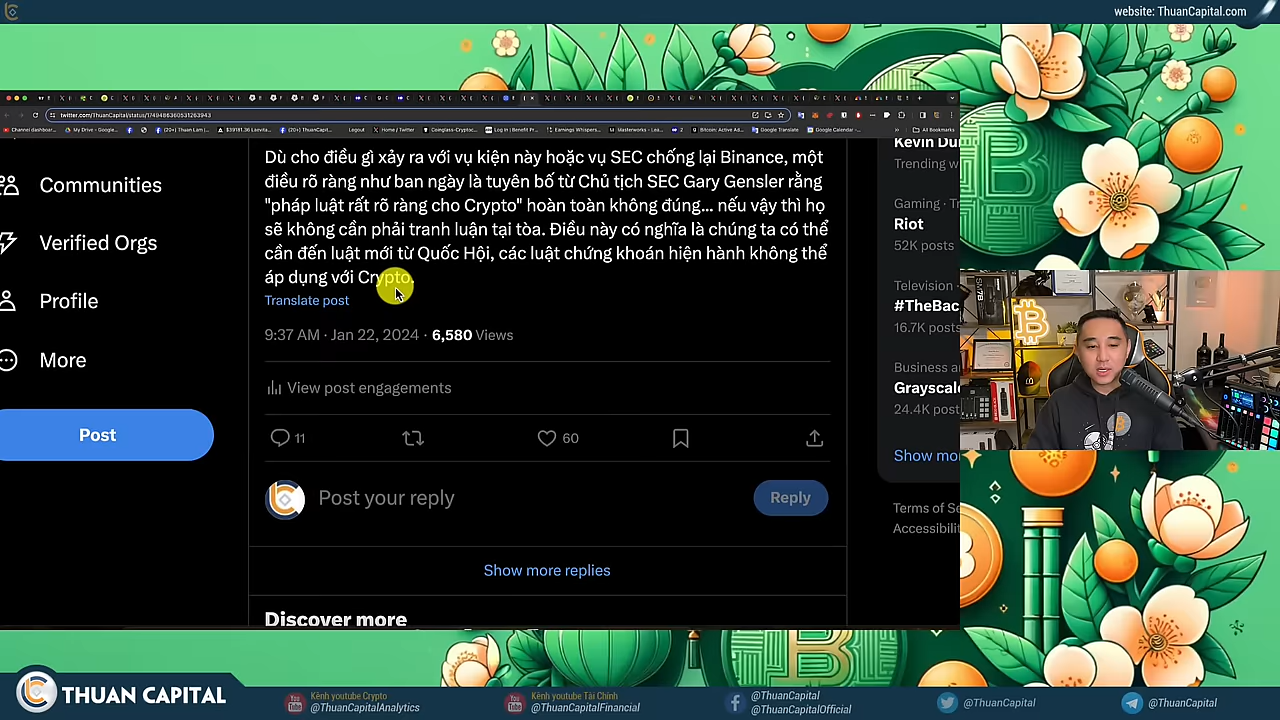 website: ThuanCapital.com
twitter.com/ThuanCapital/status/1749486360531263943
Communities
Verified Orgs
Profile
More
Post
Dù cho điều gì xảy ra với vụ kiện này hoặc vụ SEC chống lại Binance, một
điều rõ ràng như ban ngày là tuyên bố từ Chủ tịch SEC Gary Gensler rằng
"pháp luật rất rõ ràng cho Crypto" hoàn toàn không đúng... nếu vậy thì họ
sẽ không cần phải tranh luận tại tòa. Điều này có nghĩa là chúng ta có thể
cần đến luật mới từ Quốc Hội, các luật chứng khoán hiện hành không thể
áp dụng với Crypto.
Translate post
9:37 AM · Jan 22, 2024 · 6,580 Views
View post engagements
11
60
Post your reply
Reply
Show more replies
Discover more
Kevin Du
Trending w
Gaming · T
Riot
52K posts
Television
#TheBac
16.7K posts
Business a
Grayscal
24.4K post
Show mo
Terms of Se
Accessibilit
THUAN CAPITAL
Kênh youtube Crypto
@ThuanCapitalAnalytics
Kênh youtube Tài Chính
@ThuanCapitalFinancial
@ThuanCapital
@ThuanCapitalOfficial
@ThuanCapital
@ThuanCapital